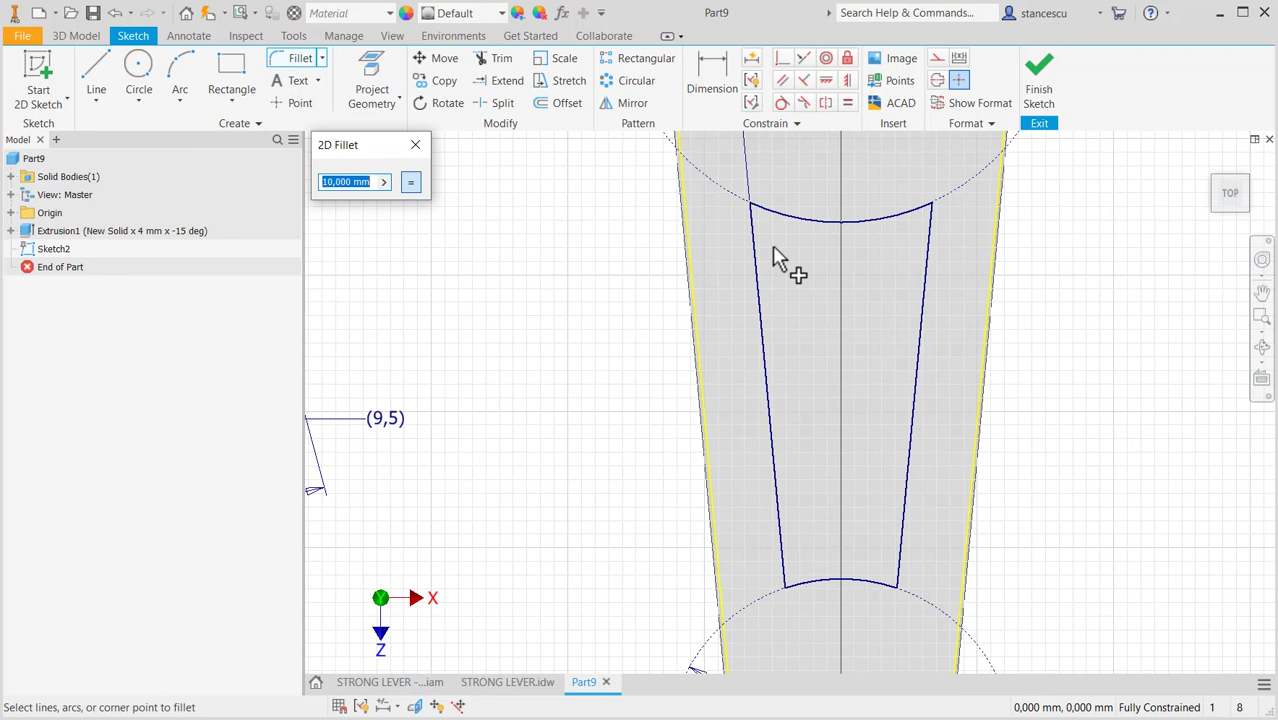 Material
Default
Part9
Search Help & Commands...
stancescu
PRO
File
3D Model
Sketch
Annotate
Inspect
Tools
Manage
View
Environments
Get Started
Collaborate
Start
2D Sketch
Line
Circle
Arc
Rectangle
Fillet
Text
Point
Project
Geometry
Move
Copy
Rotate
Trim
Extend
Split
Scale
Stretch
Offset
Rectangular
Circular
Mirror
Dimension
Image
Points
ACAD
Show Format
Finish
Sketch
Sketch
Create
Modify
Pattern
Constrain
Insert
Format
Exit
Model
2D Fillet
10,000 mm
=
Part9
Solid Bodies(1)
View: Master
Origin
Extrusion1 (New Solid x 4 mm x -15 deg)
Sketch2
End of Part
TOP
(9,5)
Y
X
Z
STRONG LEVER -...iam
STRONG LEVER.idw
Part9
Select lines, arcs, or corner point to fillet
0,000 mm, 0,000 mm
Fully Constrained
1
8